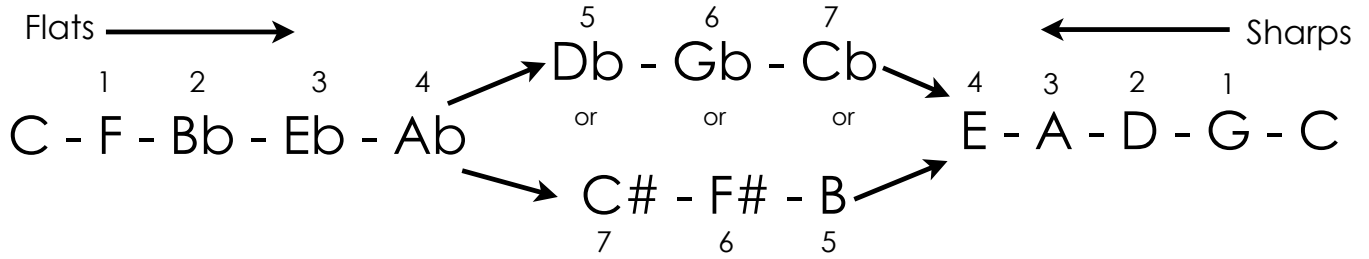 5 6 7
Flats Db - Gb - Cb Sharps
1 2 3 4 or or or 4 3 2 1
C - F - Bb - Eb - Ab E - A - D - G - C
C# - F# - B
7 6 5